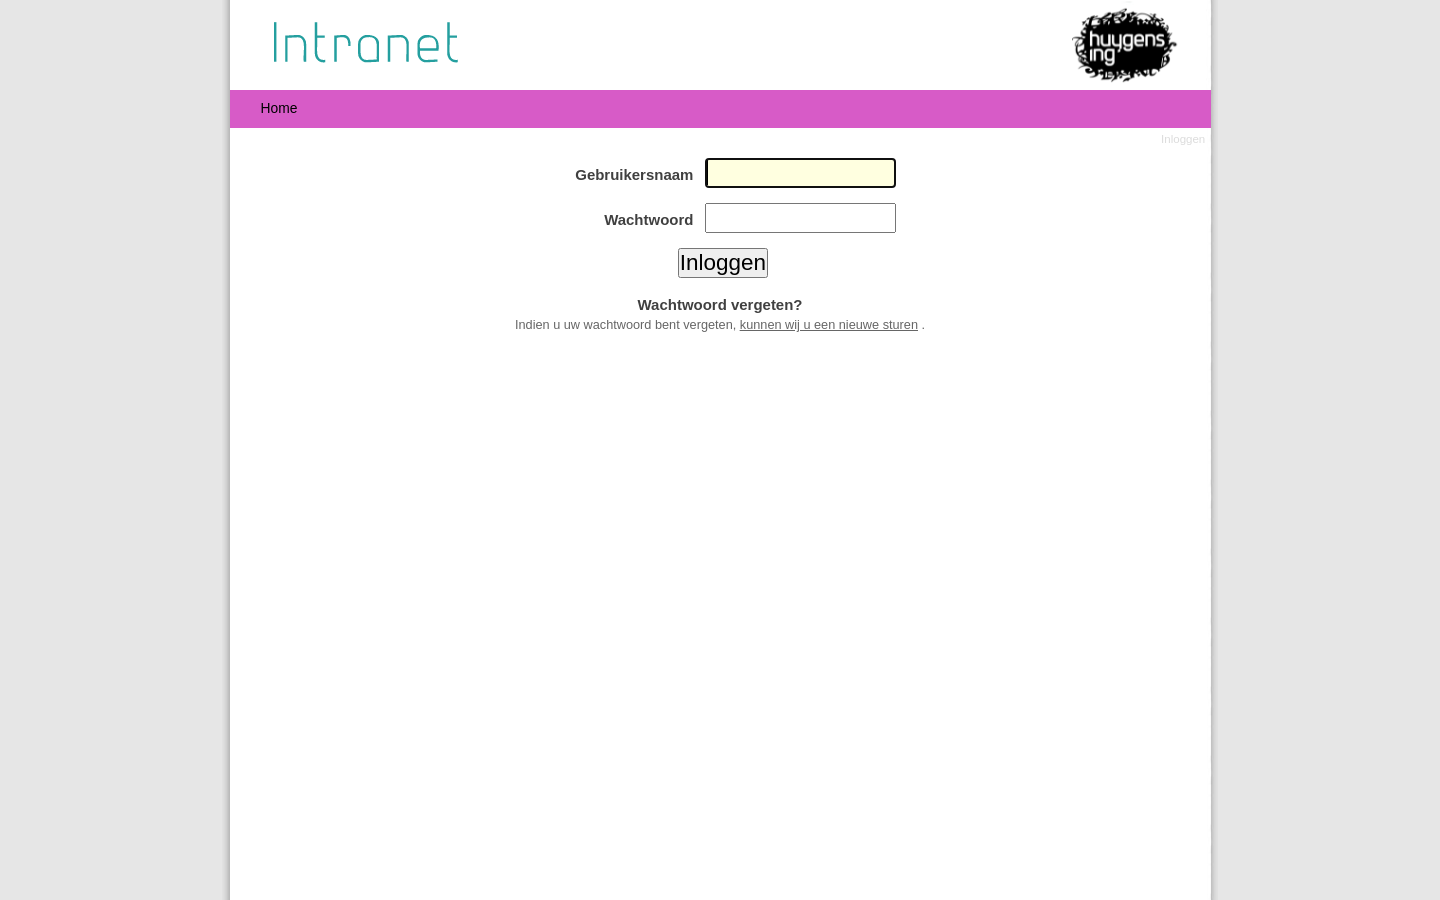 Intranet
huygens
ing
Home
Inloggen
Gebruikersnaam
Wachtwoord
Inloggen
Wachtwoord vergeten?
Indien u uw wachtwoord bent vergeten, kunnen wij u een nieuwe sturen .